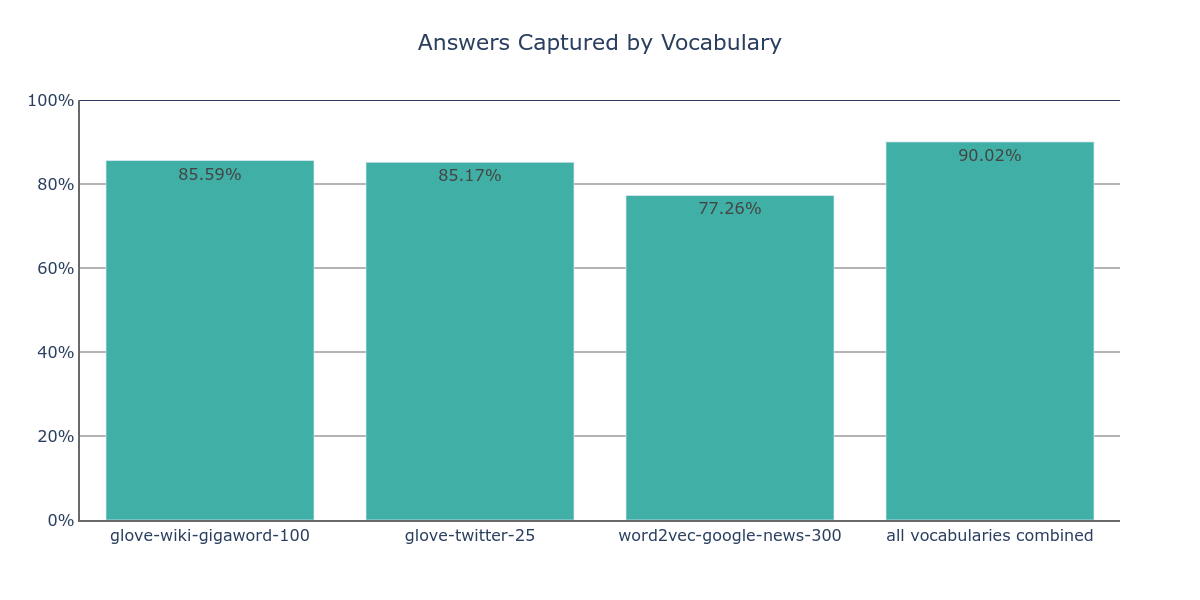 Answers Captured by Vocabulary
100%
80%
60%
40%
20%
0%
85.59%
85.17%
77.26%
90.02%
glove-wiki-gigaword-100
glove-twitter-25
word2vec-google-news-300
all vocabularies combined